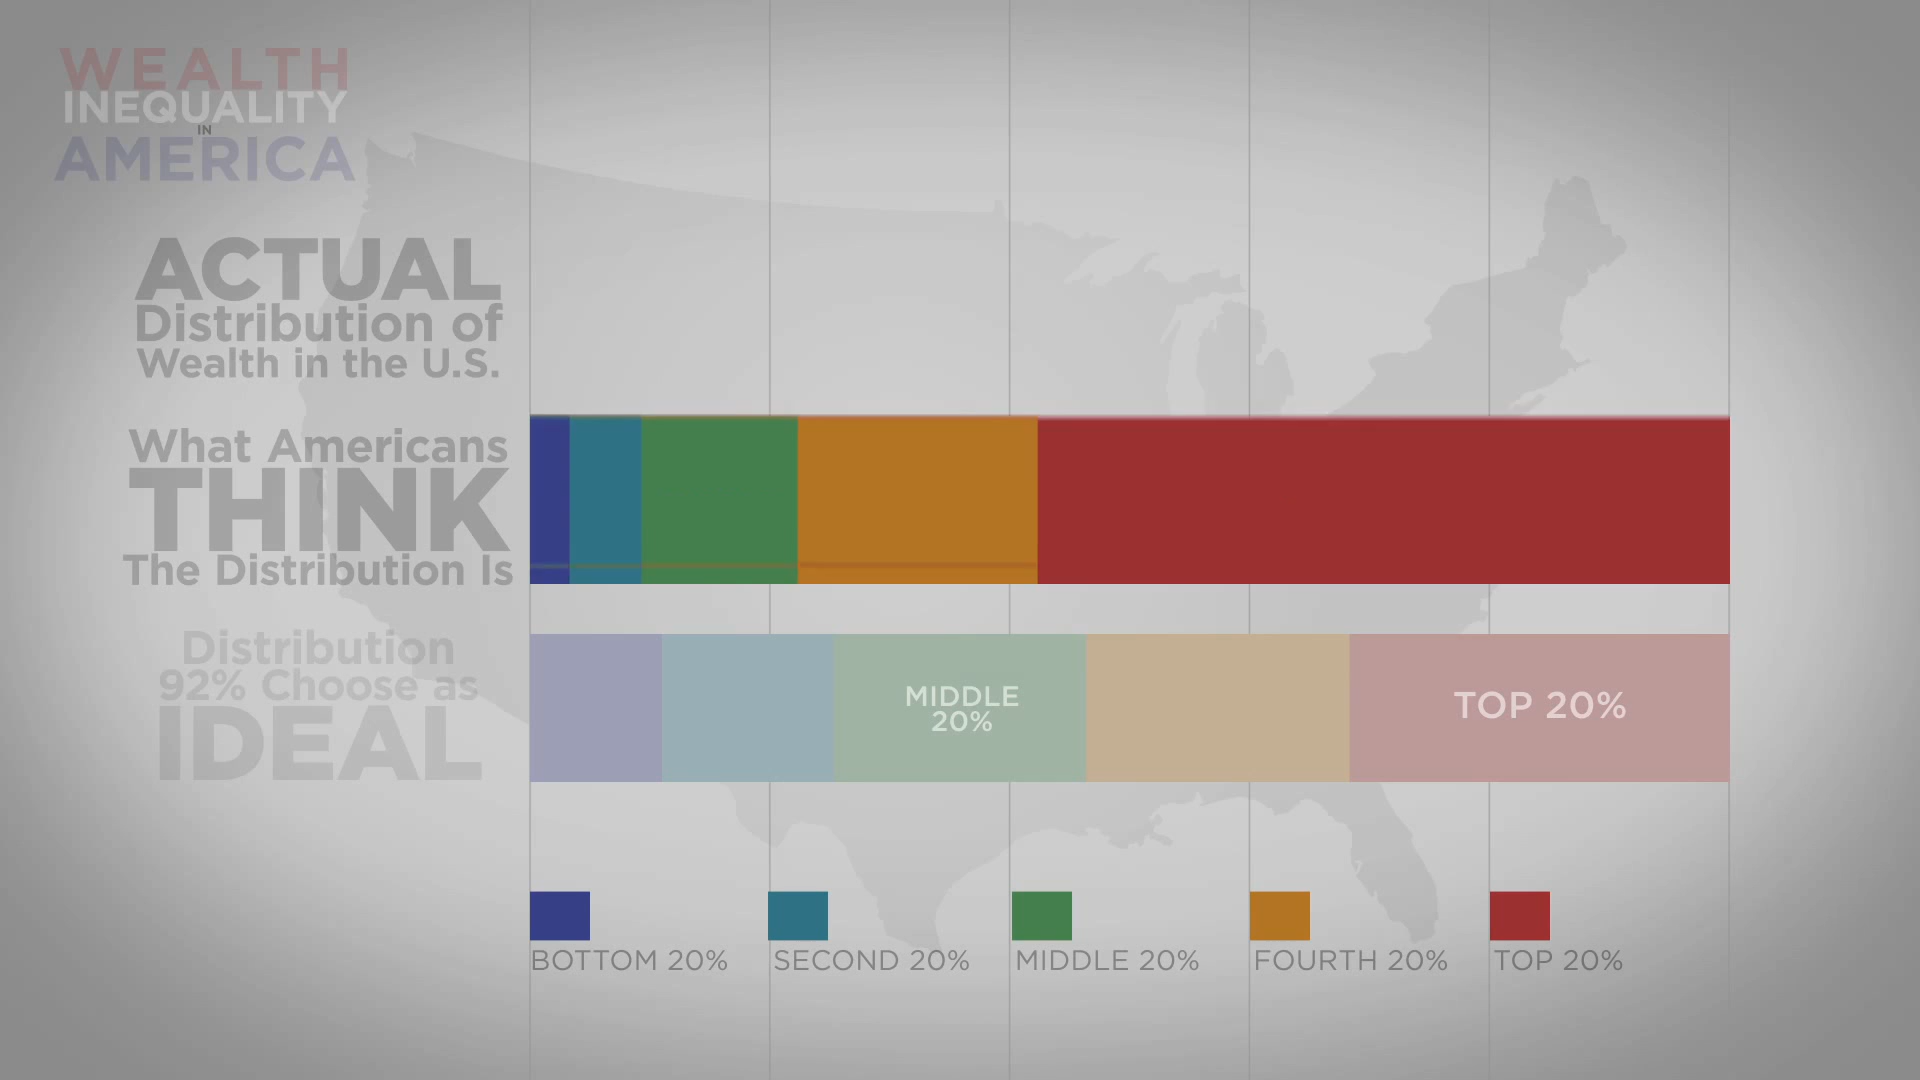 WEALTH
INEQUALITY
IN
AMERICA
ACTUAL
Distribution of
Wealth in the U.S.
What Americans
THINK
The Distribution Is
Distribution
92% Choose as
IDEAL
MIDDLE
20%
TOP 20%
7
BOTTOM 20%
SECOND 20%
MIDDLE 20%
FOURTH 20%
TOP 20%